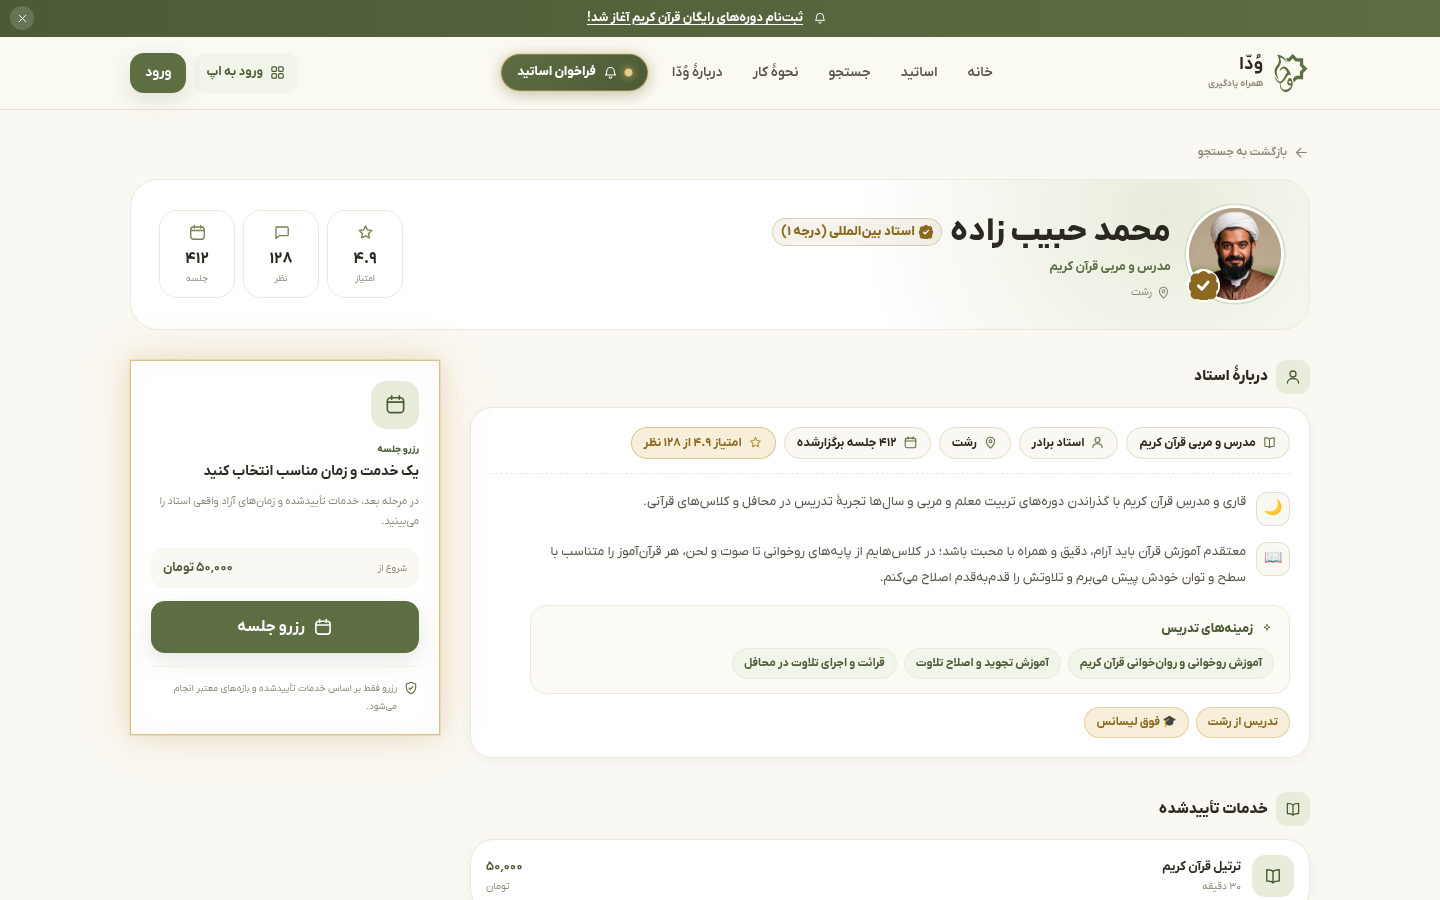 ثبت‌نام دوره‌های رایگان قرآن کریم آغاز شد!
وُدّا
همراه یادگیری
خانه
اساتید
جستجو
نحوهٔ کار
دربارهٔ وُدّا
فراخوان اساتید
ورود به اپ
ورود
بازگشت به جستجو
محمد حبیب زاده
استاد بین‌المللی (درجه ۱)
مدرس و مربی قرآن کریم
رشت
۴.۹
امتیاز
۱۲۸
نظر
۴۱۲
جلسه
دربارهٔ استاد
مدرس و مربی قرآن کریم
استاد برادر
رشت
۴۱۲ جلسه برگزارشده
امتیاز ۴.۹ از ۱۲۸ نظر
قاری و مدرس قرآن کریم با گذراندن دوره‌های تربیت معلم و مربی و سال‌ها تجربهٔ تدریس در محافل و کلاس‌های قرآنی.
معتقدم آموزش قرآن باید آرام، دقیق و همراه با محبت باشد؛ در کلاس‌هایم از پایه‌های روخوانی تا صوت و لحن، هر قرآن‌آموز را متناسب با
سطح و توان خودش پیش می‌برم و تلاوتش را قدم‌به‌قدم اصلاح می‌کنم.
زمینه‌های تدریس
آموزش روخوانی و روان‌خوانی قرآن کریم
آموزش تجوید و اصلاح تلاوت
قرائت و اجرای تلاوت در محافل
تدریس از رشت
🎓 فوق لیسانس
رزرو جلسه
یک خدمت و زمان مناسب انتخاب کنید
در مرحله بعد، خدمات تأییدشده و زمان‌های آزاد واقعی استاد را
می‌بینید.
شروع از
۵۰٬۰۰۰ تومان
رزرو جلسه
رزرو فقط بر اساس خدمات تأییدشده و بازه‌های معتبر انجام
می‌شود.
خدمات تأییدشده
ترتیل قرآن کریم
۳۰ دقیقه
۵۰٬۰۰۰
تومان